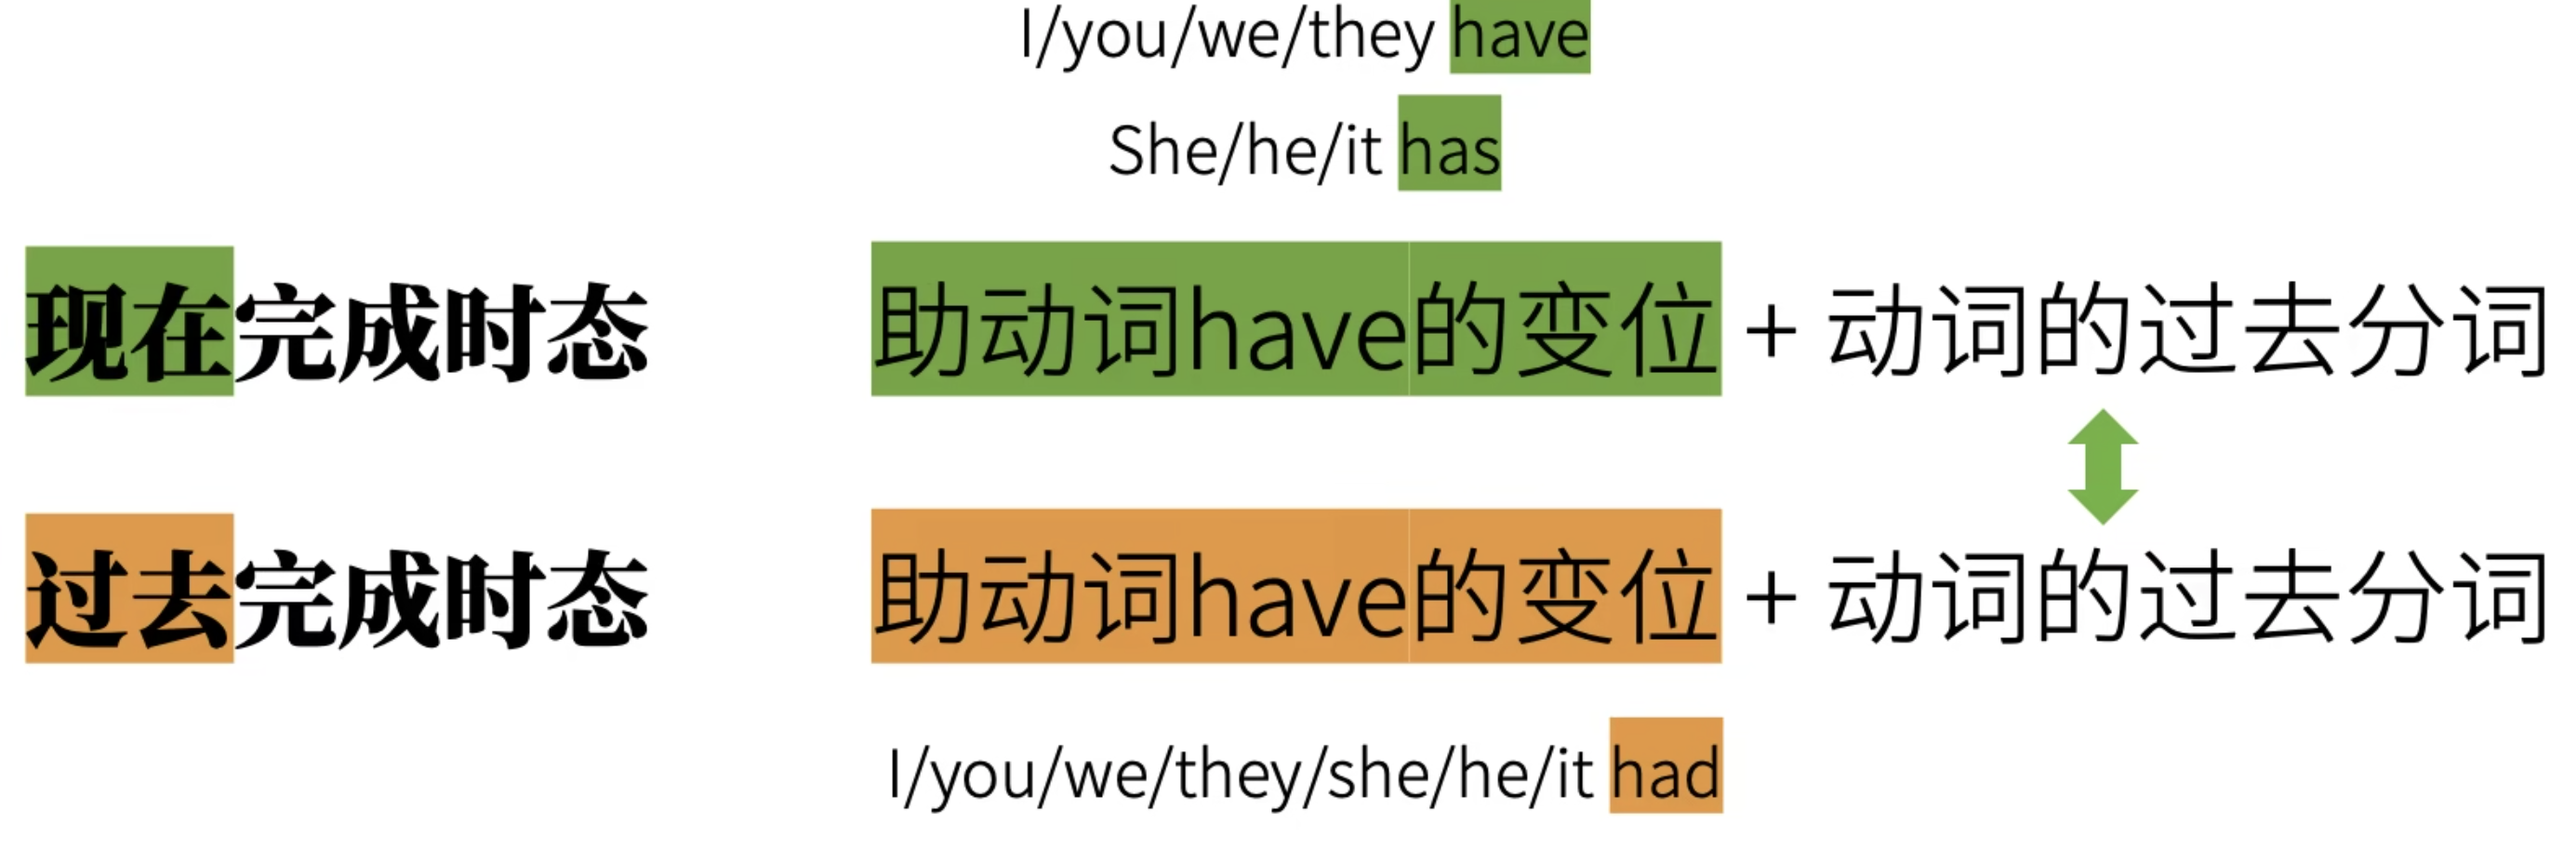 I/you/we/they have
She/he/it has
现在完成时态 助动词have的变位 + 动词的过去分词
过去完成时态 助动词have的变位 + 动词的过去分词
I/you/we/they/she/he/it had